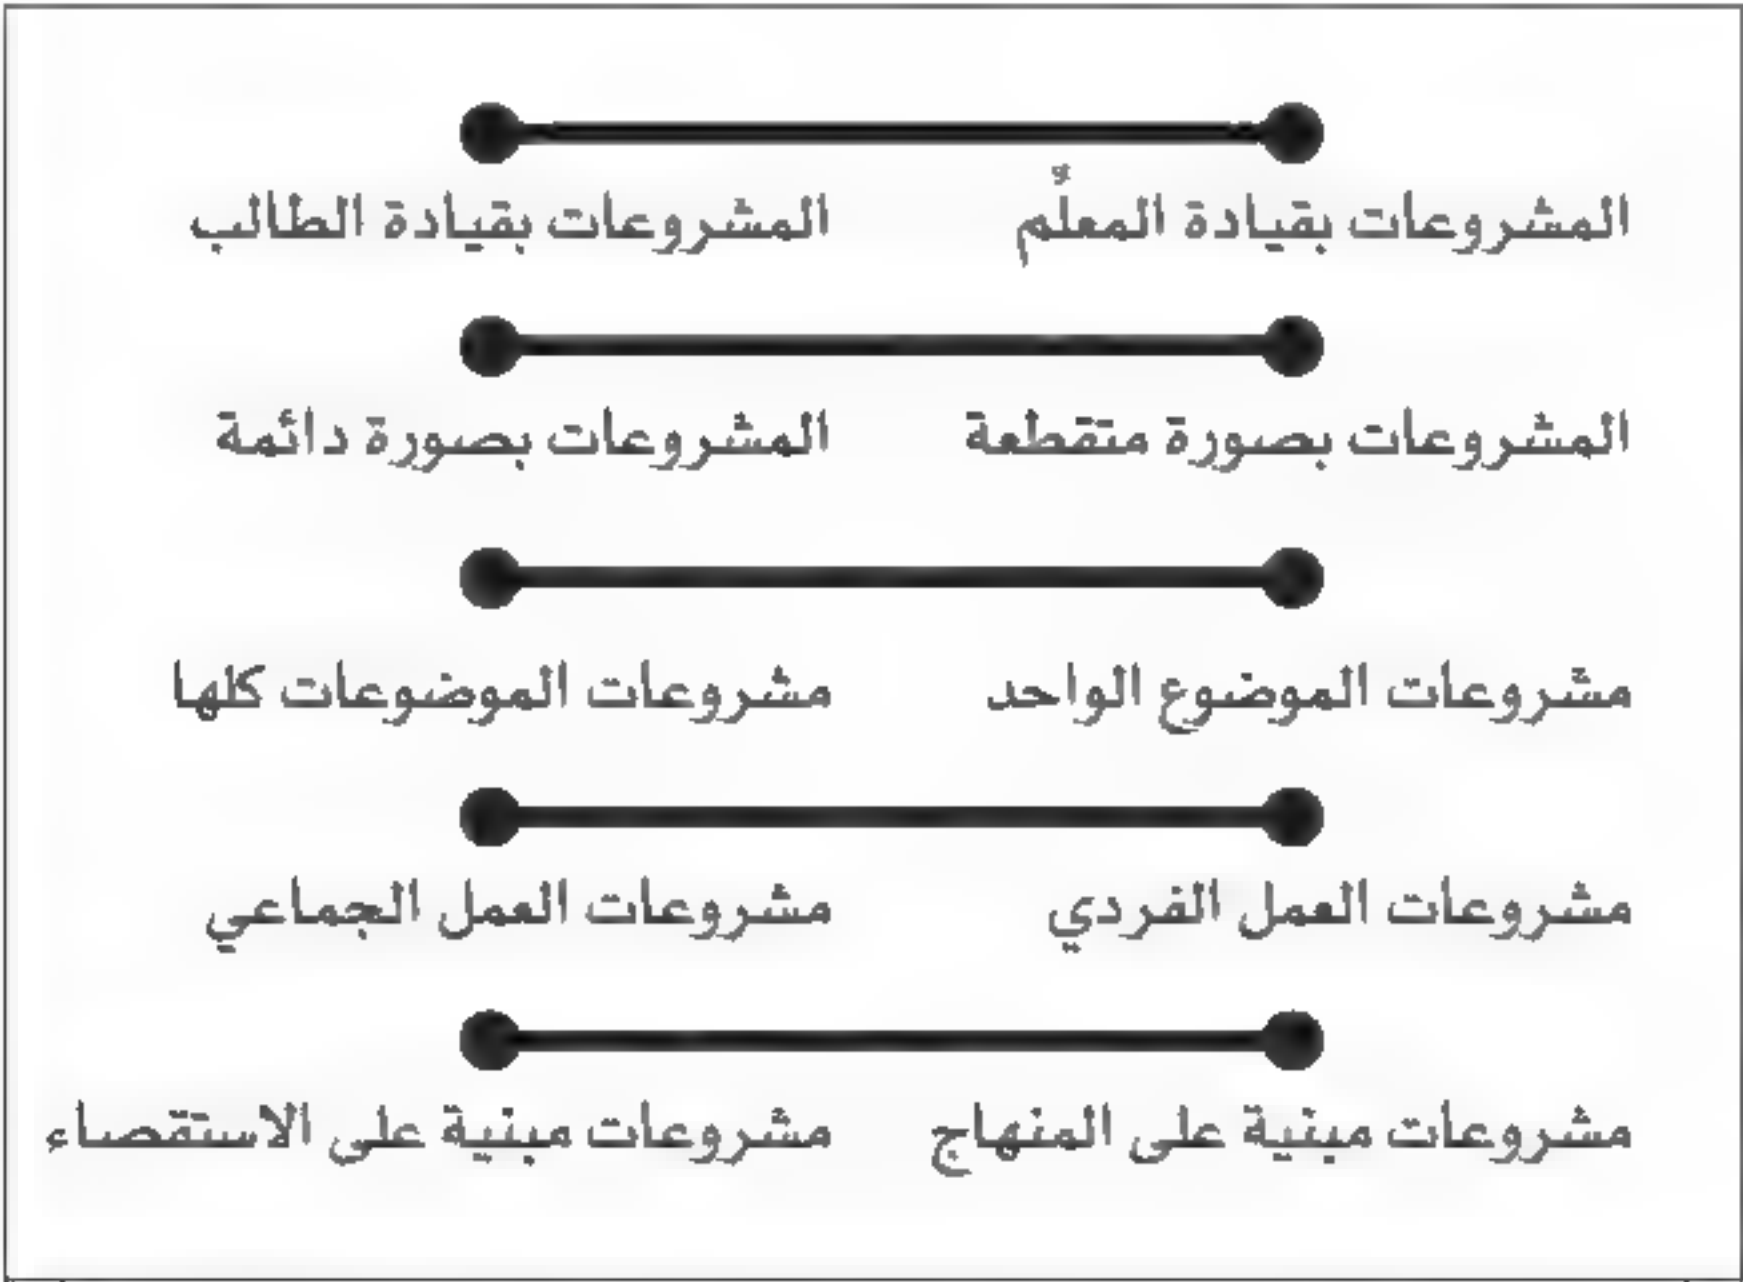 المشروعات بقيادة المعلِّم المشروعات بقيادة الطالب
المشروعات بصورة متقطعة المشروعات بصورة دائمة
مشروعات الموضوع الواحد مشروعات الموضوعات كلها
مشروعات العمل الفردي مشروعات العمل الجماعي
مشروعات مبنية على المنهاج مشروعات مبنية على الاستقصاء